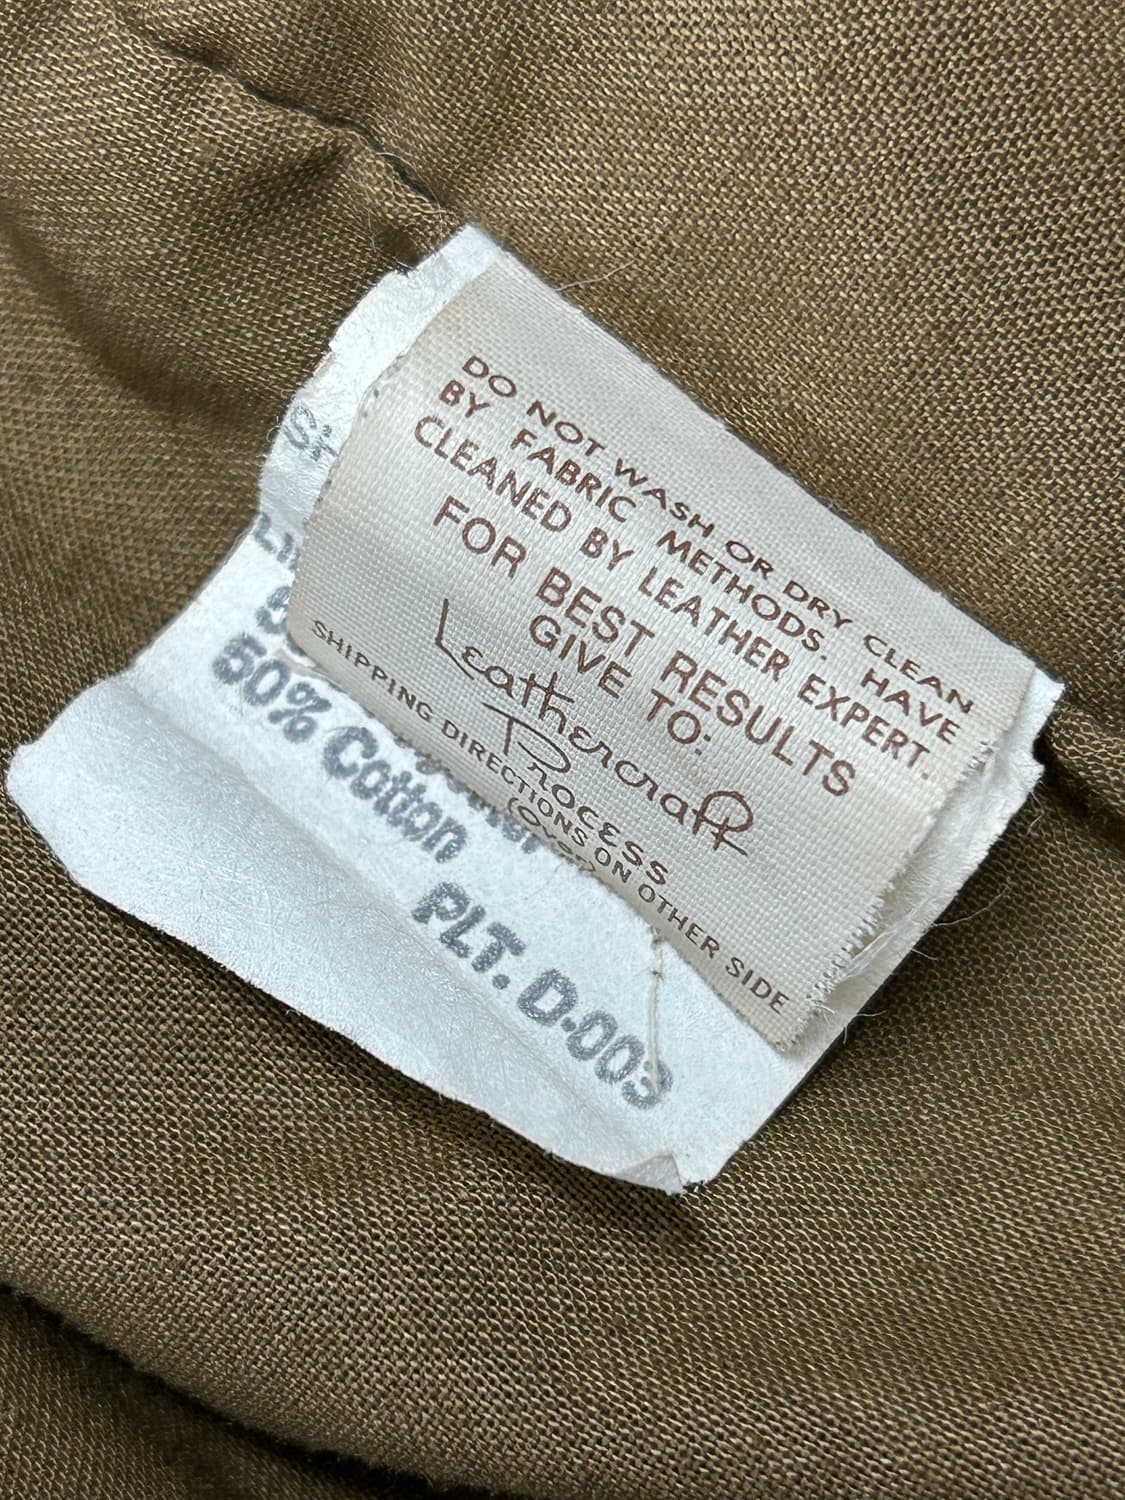 DO NOT WASH OR DRY CLEAN
BY FABRIC METHODS. HAVE
CLEANED BY LEATHER EXPERT.
FOR BEST RESULTS
GIVE TO:
Leathercraft
Process
SHIPPING DIRECTIONS ON OTHER SIDE
(Over)
50% Cotton
PLT. D-003